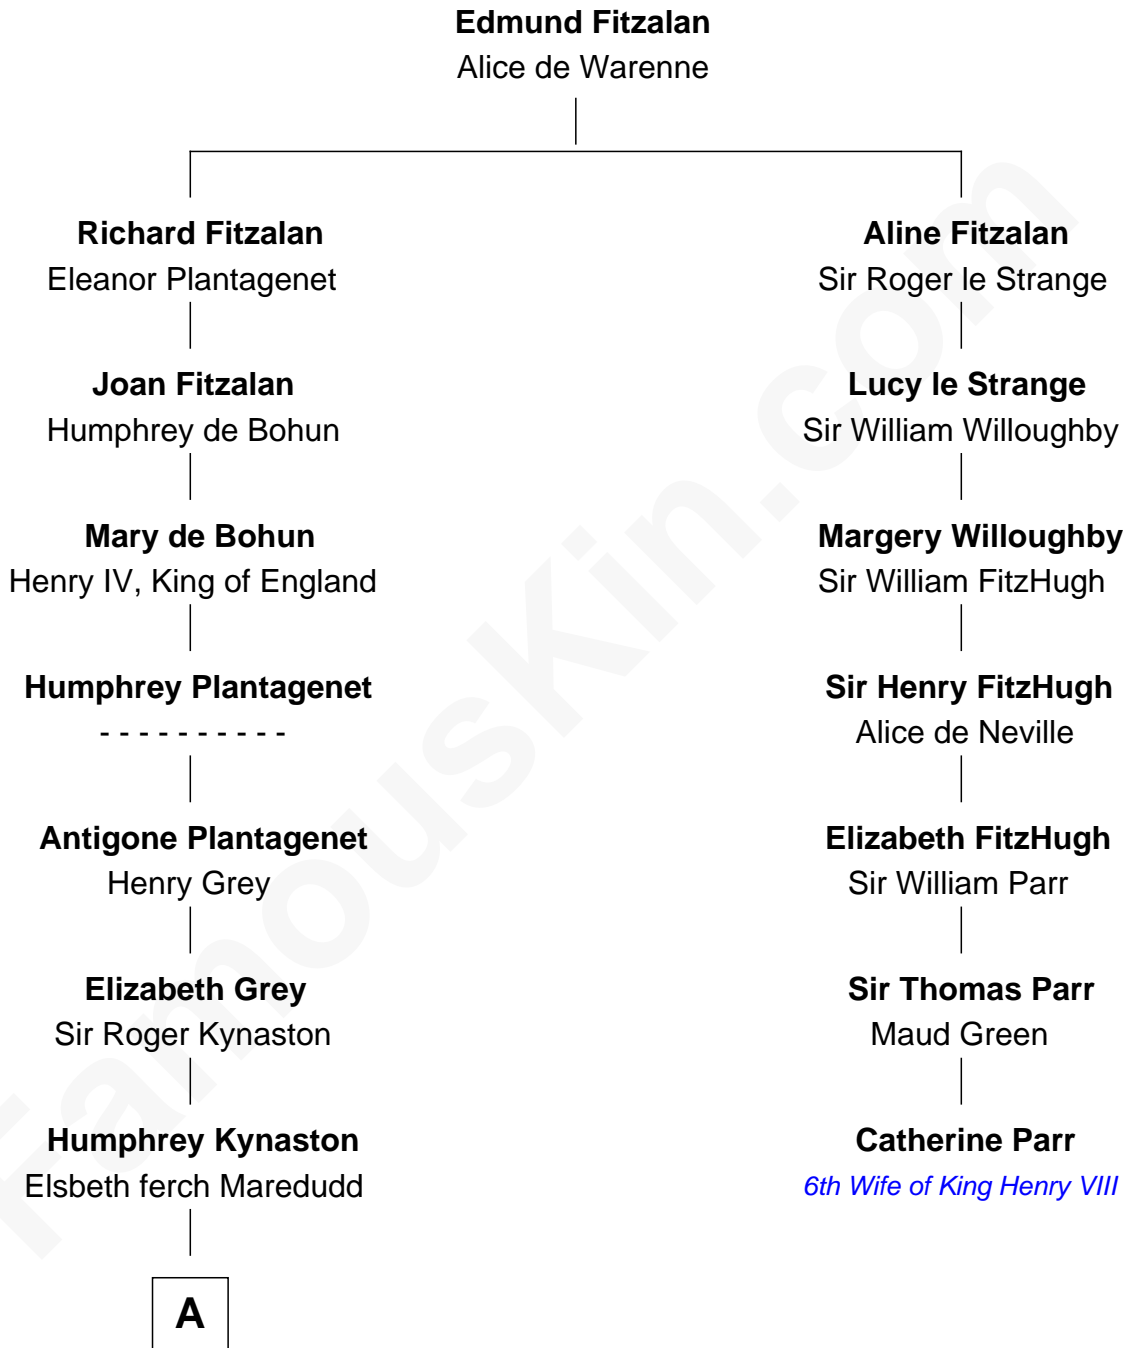 Edmund Fitzalan
Alice de Warenne
Richard Fitzalan
Eleanor Plantagenet
Aline Fitzalan
Sir Roger le Strange
Joan Fitzalan
Humphrey de Bohun
Lucy le Strange
Sir William Willoughby
Mary de Bohun
Henry IV, King of England
Margery Willoughby
Sir William FitzHugh
Humphrey Plantagenet
- - - - - - - - - -
Sir Henry FitzHugh
Alice de Neville
Antigone Plantagenet
Henry Grey
Elizabeth FitzHugh
Sir William Parr
Elizabeth Grey
Sir Roger Kynaston
Sir Thomas Parr
Maud Green
Humphrey Kynaston
Elsbeth ferch Maredudd
Catherine Parr
6th Wife of King Henry VIII
A
FamousKin.com